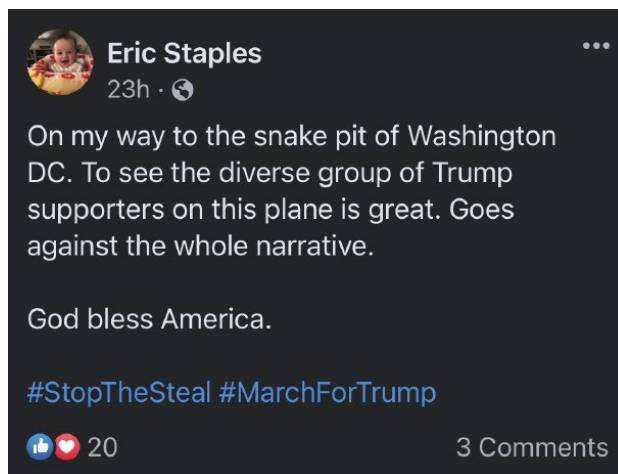 Eric Staples
23h ·
On my way to the snake pit of Washington
DC. To see the diverse group of Trump
supporters on this plane is great. Goes
against the whole narrative.
God bless America.
#StopTheSteal #MarchForTrump
20
3 Comments